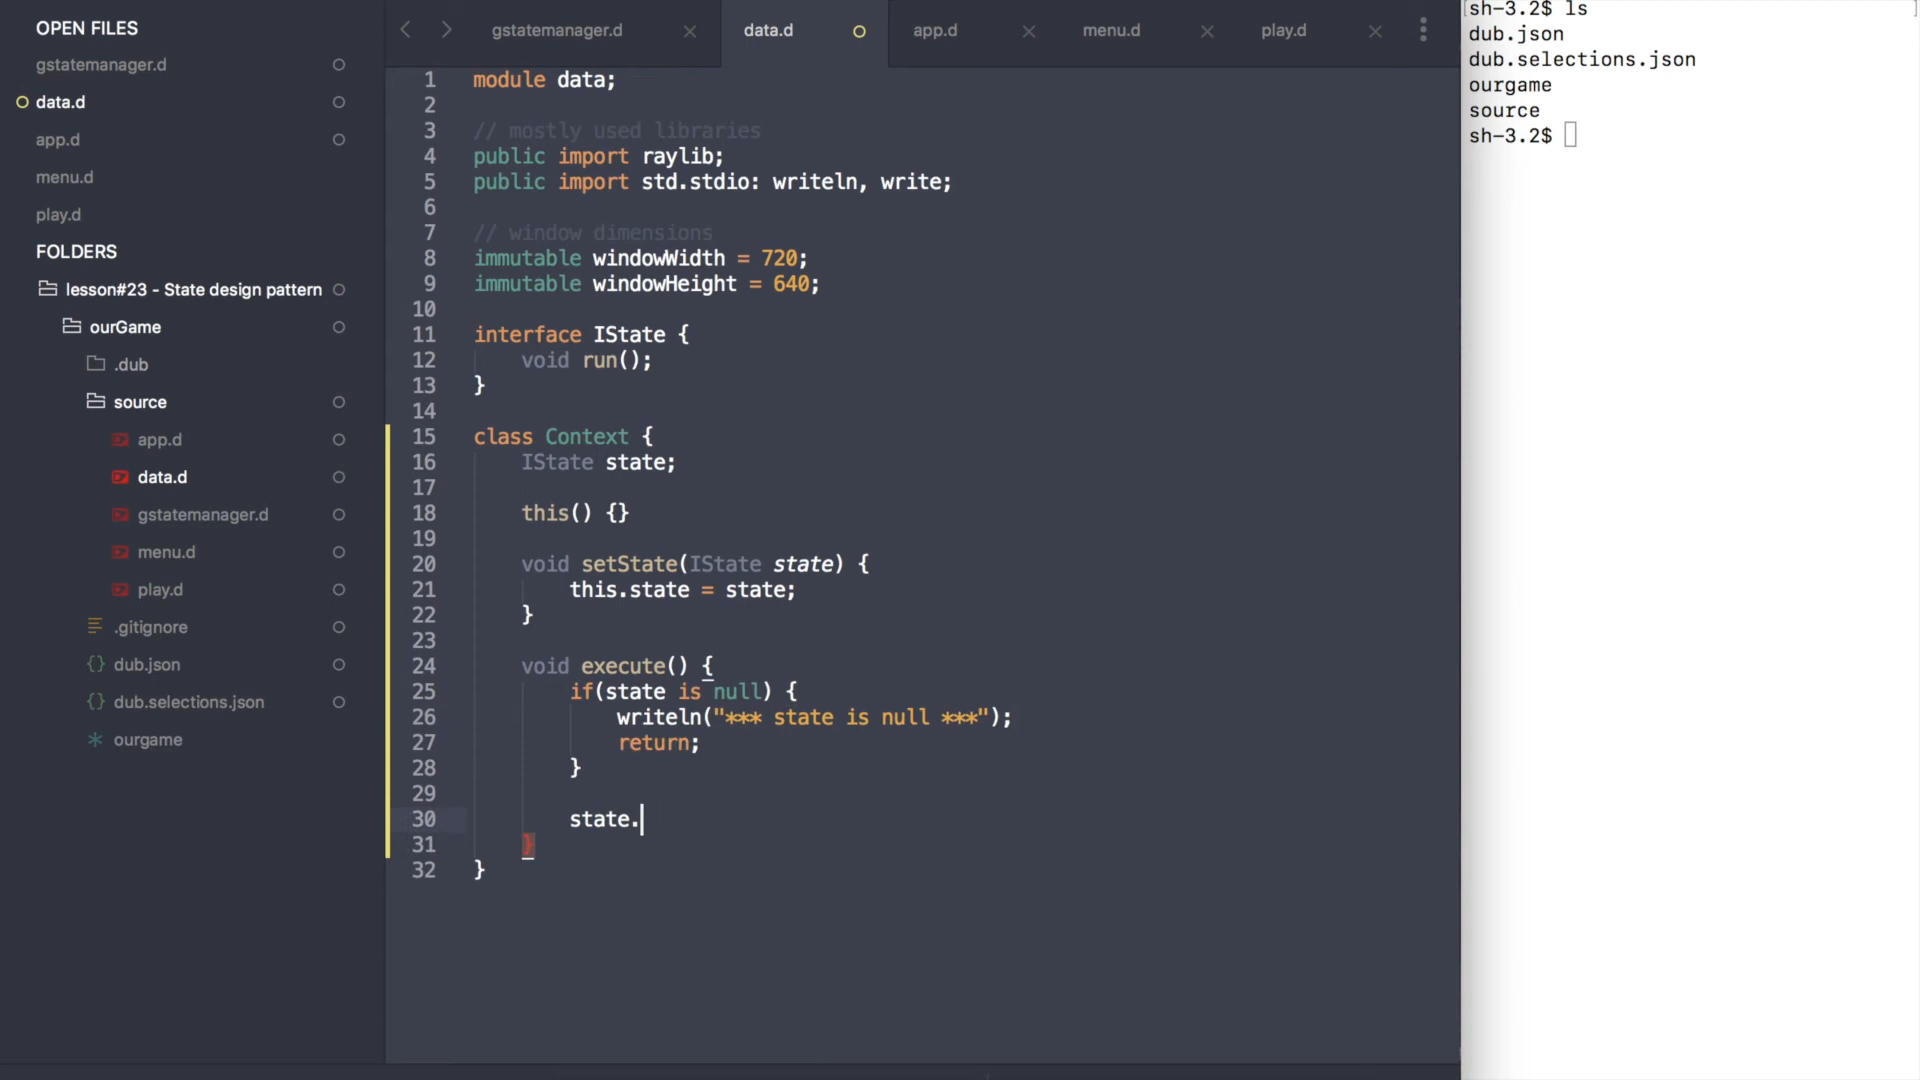 OPEN FILES
gstatemanager.d
data.d
app.d
menu.d
play.d
FOLDERS
lesson#23 - State design pattern
ourGame
.dub
source
app.d
data.d
gstatemanager.d
menu.d
play.d
.gitignore
dub.json
dub.selections.json
ourgame
gstatemanager.d data.d app.d menu.d play.d
1 module data;
2
3 // mostly used libraries
4 public import raylib;
5 public import std.stdio: writeln, write;
6
7 // window dimensions
8 immutable windowWidth = 720;
9 immutable windowHeight = 640;
10
11 interface IState {
12 void run();
13 }
14
15 class Context {
16 IState state;
17
18 this() {}
19
20 void setState(IState state) {
21 this.state = state;
22 }
23
24 void execute() {
25 if(state is null) {
26 writeln("*** state is null ***");
27 return;
28 }
29
30 state.
31 }
32 }
sh-3.2$ ls
dub.json
dub.selections.json
ourgame
source
sh-3.2$